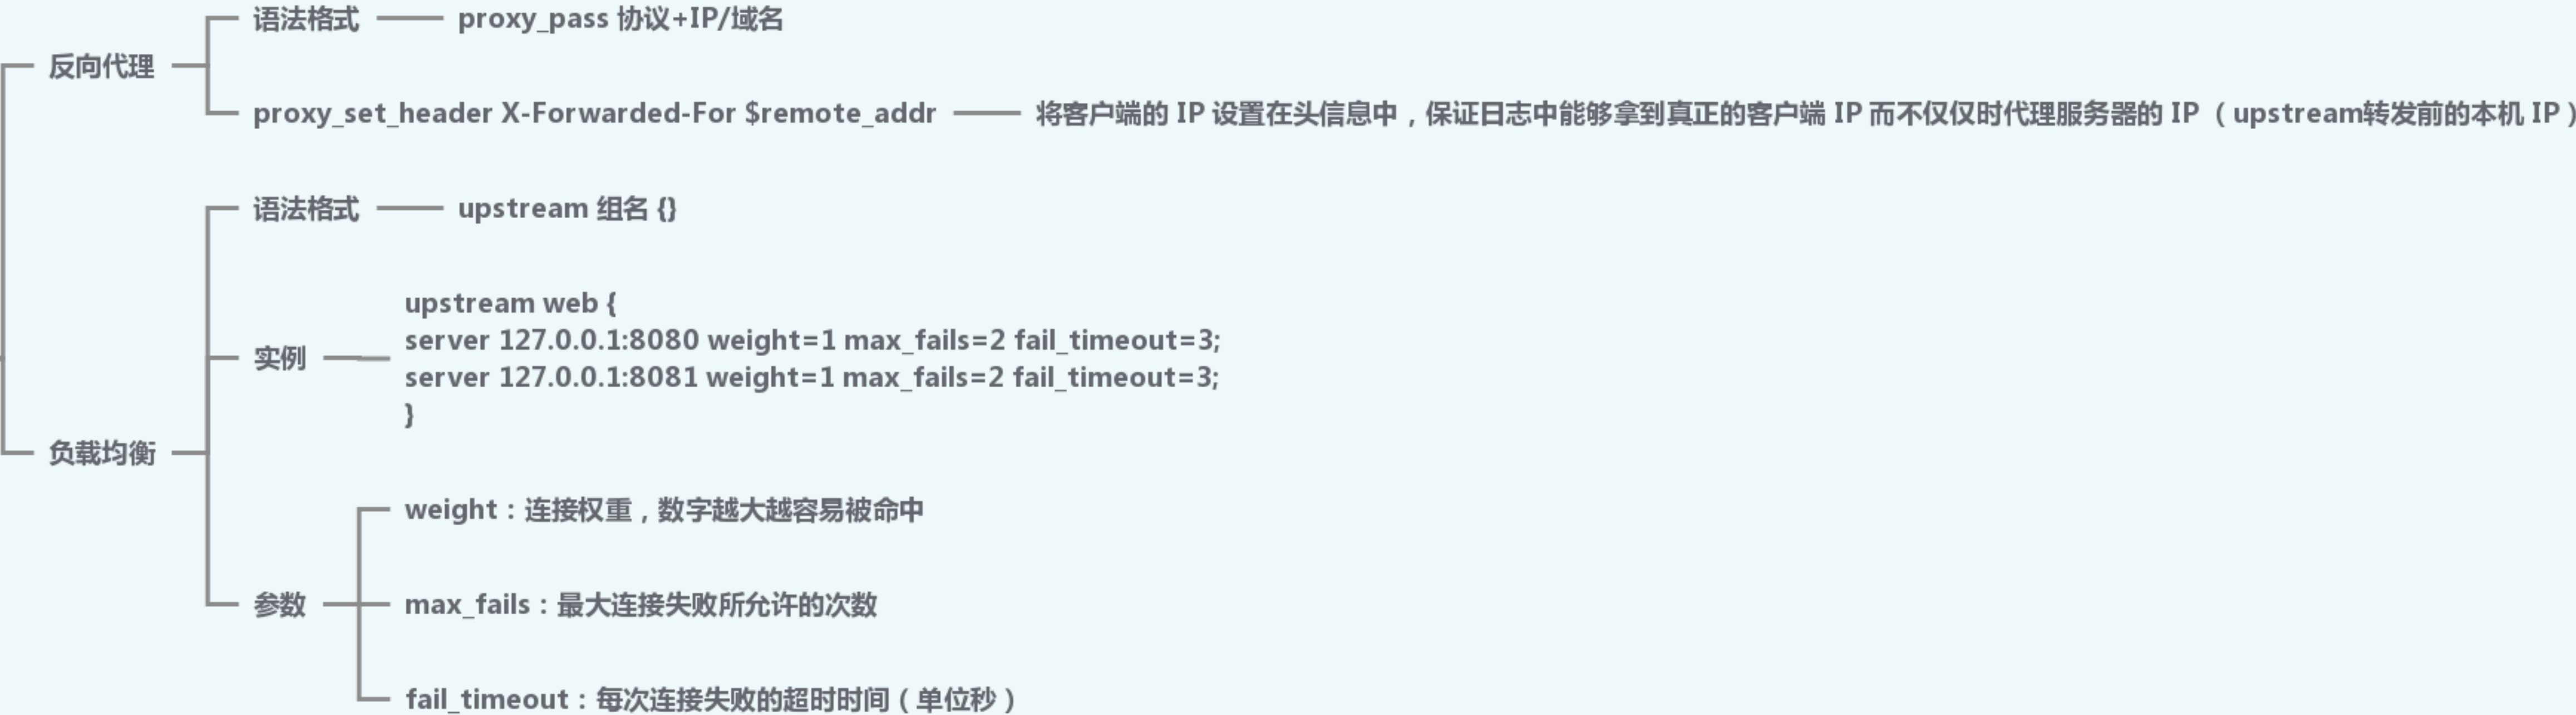 语法格式
proxy_pass 协议+IP/域名
反向代理
proxy_set_header X-Forwarded-For $remote_addr
将客户端的 IP 设置在头信息中，保证日志中能够拿到真正的客户端 IP 而不仅仅时代理服务器的 IP（upstream转发前的本机 IP）
语法格式
upstream 组名 {}
upstream web {
server 127.0.0.1:8080 weight=1 max_fails=2 fail_timeout=3;
实例
server 127.0.0.1:8081 weight=1 max_fails=2 fail_timeout=3;
}
负载均衡
weight：连接权重，数字越大越容易被命中
参数
max_fails：最大连接失败所允许的次数
fail_timeout：每次连接失败的超时时间（单位秒）